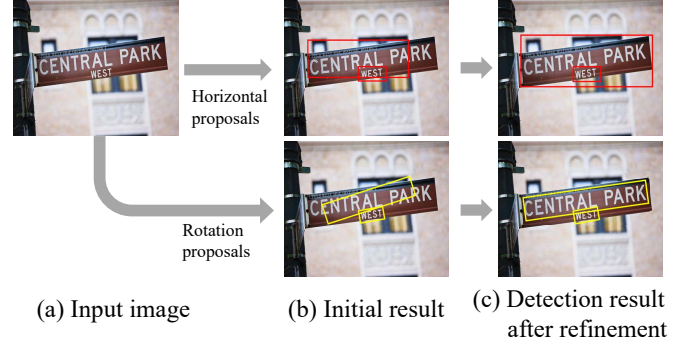 CENTRAL PARK
WEST
Horizontal
proposals
CENTRAL PARK
WEST
CENTRAL PARK
WEST
Rotation
proposals
CENTRAL PARK
WEST
CENTRAL PARK
WEST
(a) Input image
(b) Initial result
(c) Detection result
after refinement